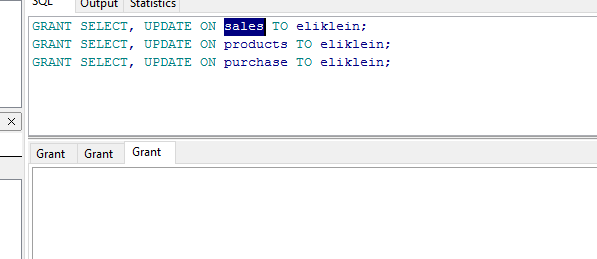 SQL Output Statistics
GRANT SELECT, UPDATE ON sales TO eliklein;
GRANT SELECT, UPDATE ON products TO eliklein;
GRANT SELECT, UPDATE ON purchase TO eliklein;
Grant Grant Grant